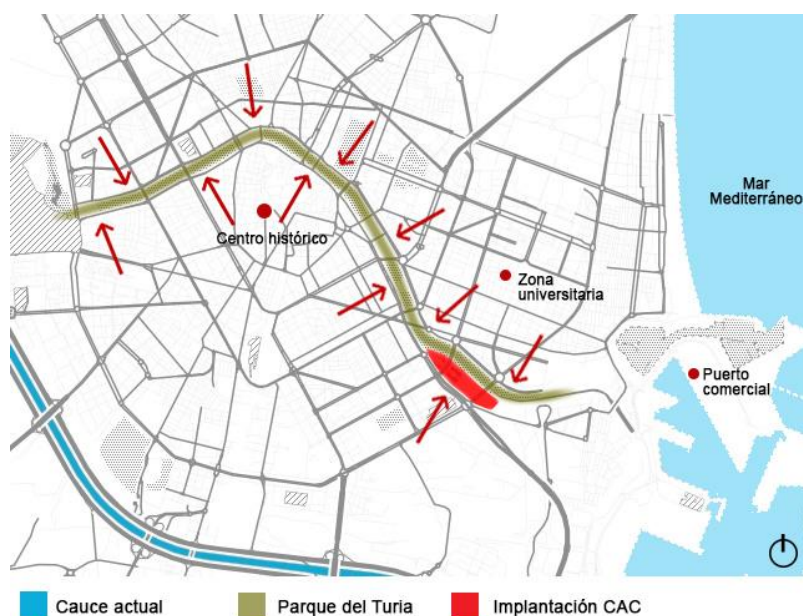 Mar
Mediterráneo
Centro histórico
Zona
universitaria
Puerto
comercial
Cauce actual
Parque del Turia
Implantación CAC